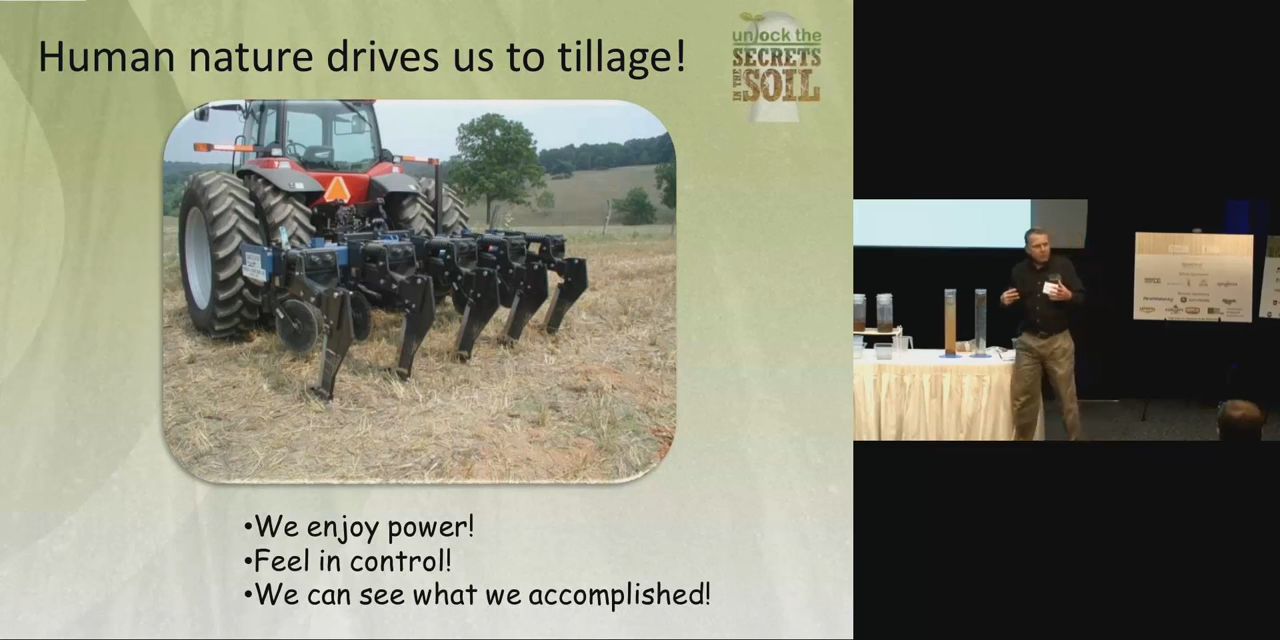 Human nature drives us to tillage!
unlock the
SECRETS
IN THE
SOIL
•We enjoy power!
•Feel in control!
•We can see what we accomplished!